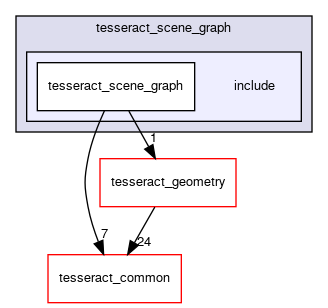 tesseract_scene_graph
tesseract_scene_graph
include
1
tesseract_geometry
7
24
tesseract_common